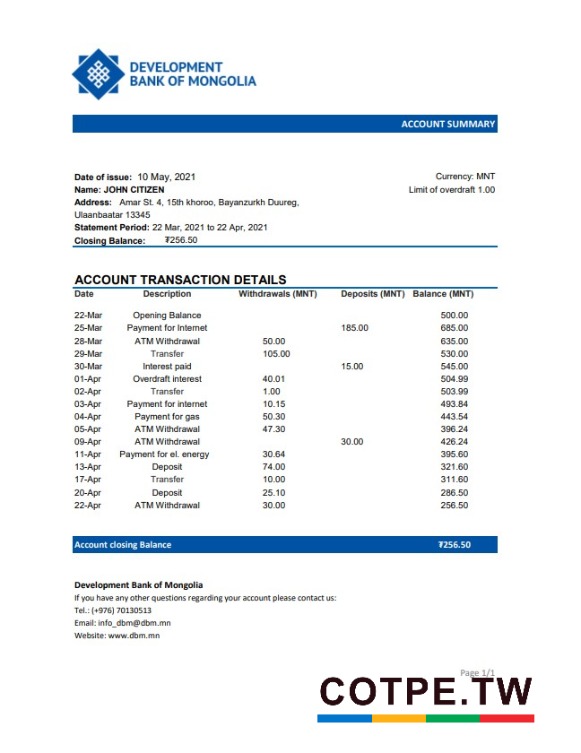 DEVELOPMENT
BANK OF MONGOLIA
ACCOUNT SUMMARY
Date of issue: 10 May, 2021 Currency: MNT
Name: JOHN CITIZEN Limit of overdraft 1.00
Address: Amar St. 4, 15th khoroo, Bayanzurkh Duureg,
Ulaanbaatar 13345
Statement Period: 22 Mar, 2021 to 22 Apr, 2021
Closing Balance: ₮256.50
ACCOUNT TRANSACTION DETAILS
Date Description Withdrawals (MNT) Deposits (MNT) Balance (MNT)
22-Mar Opening Balance 500.00
25-Mar Payment for Internet 185.00 685.00
28-Mar ATM Withdrawal 50.00 635.00
29-Mar Transfer 105.00 530.00
30-Mar Interest paid 15.00 545.00
01-Apr Overdraft interest 40.01 504.99
02-Apr Transfer 1.00 503.99
03-Apr Payment for internet 10.15 493.84
04-Apr Payment for gas 50.30 443.54
05-Apr ATM Withdrawal 47.30 396.24
09-Apr ATM Withdrawal 30.00 426.24
11-Apr Payment for el. energy 30.64 395.60
13-Apr Deposit 74.00 321.60
17-Apr Transfer 10.00 311.60
20-Apr Deposit 25.10 286.50
22-Apr ATM Withdrawal 30.00 256.50
Account closing Balance ₮256.50
Development Bank of Mongolia
If you have any other questions regarding your account please contact us:
Tel.: (+976) 70130513
Email: info_dbm@dbm.mn
Website: www.dbm.mn
Page 1/1
COTPE.TW